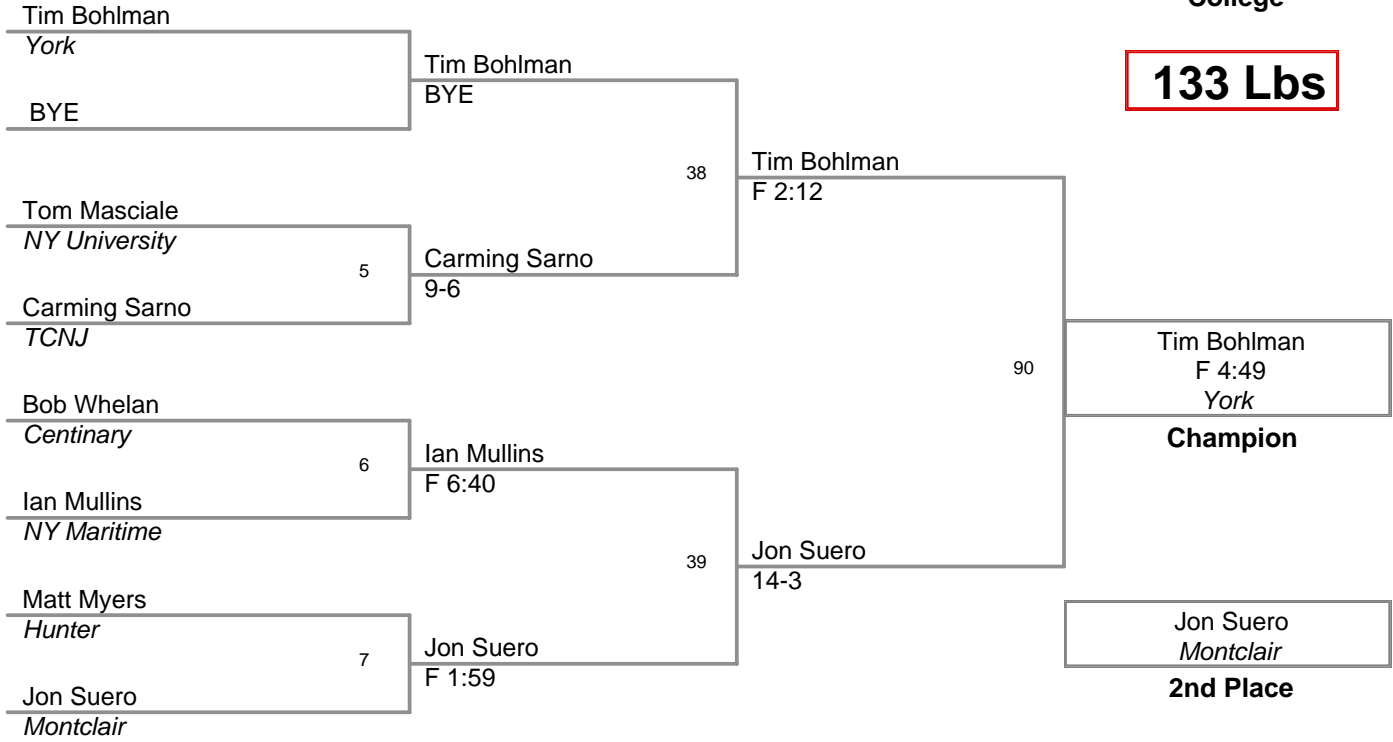 College
133 Lbs
Tim Bohlman
York
BYE
Tom Masciale
NY University
5
Carming Sarno
TCNJ
Bob Whelan
Centinary
6
Ian Mullins
NY Maritime
Matt Myers
Hunter
7
Jon Suero
Montclair
Tim Bohlman
BYE
38
Carming Sarno
9-6
Ian Mullins
F 6:40
39
Jon Suero
F 1:59
Tim Bohlman
F 2:12
90
Jon Suero
14-3
Tim Bohlman
F 4:49
York
Champion
Jon Suero
Montclair
2nd Place